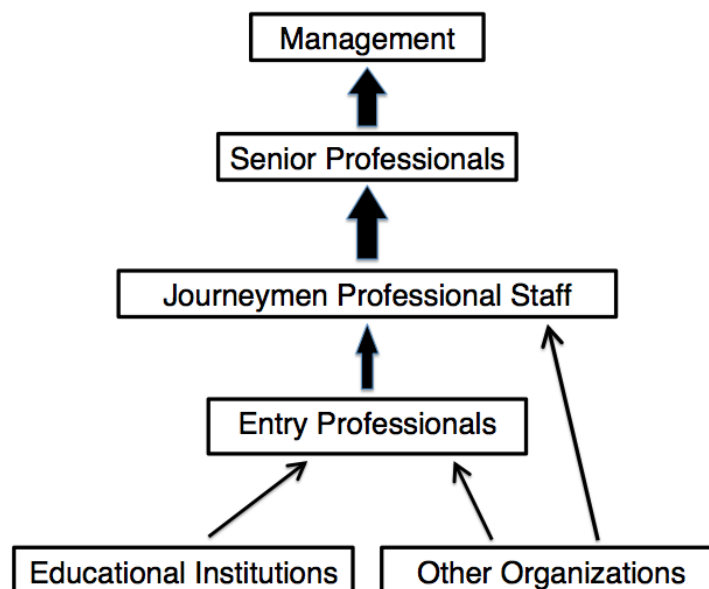 Management
Senior Professionals
Journeymen Professional Staff
Entry Professionals
Educational Institutions
Other Organizations